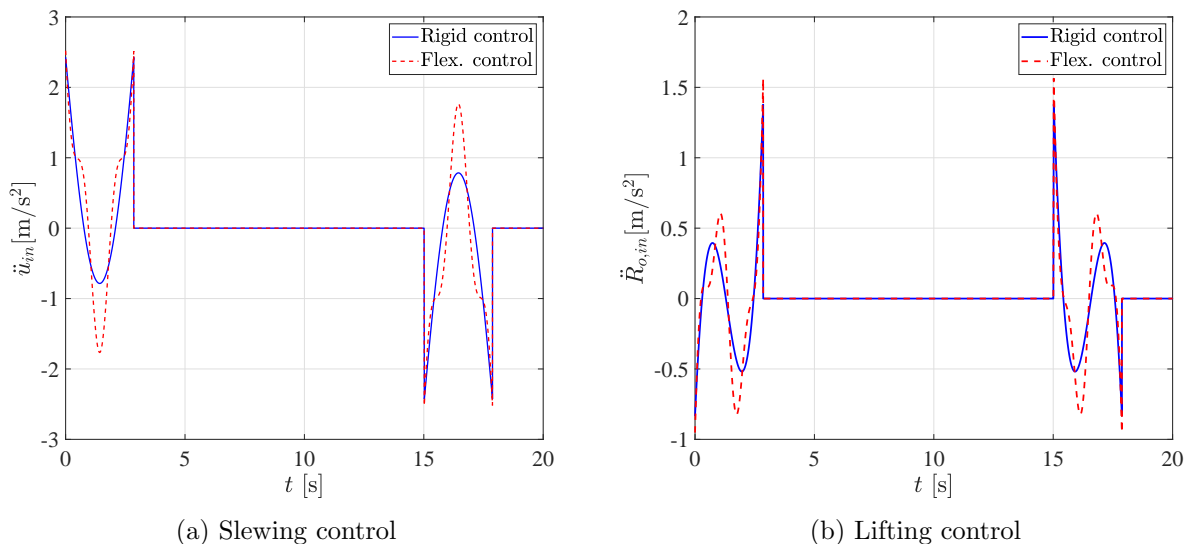 3
2
1
0
-1
-2
-3
0 5 10 15 20
ü_in[m/s²]
t [s]
Rigid control
Flex. control
(a) Slewing control
2
1.5
1
0.5
0
-0.5
-1
0 5 10 15 20
R̈_o,in[m/s²]
t [s]
Rigid control
Flex. control
(b) Lifting control